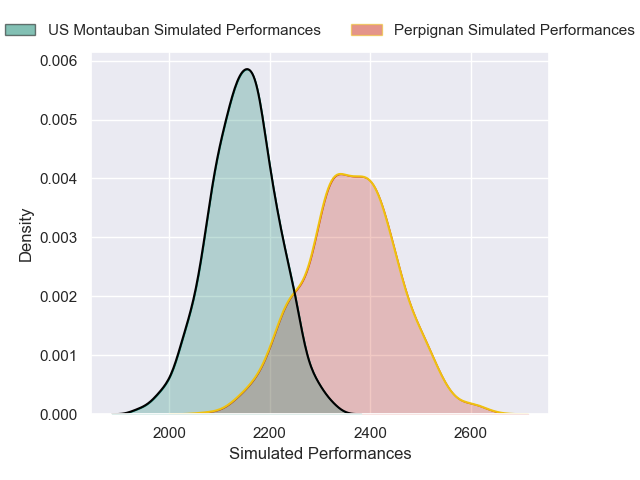 US Montauban Simulated Performances
Perpignan Simulated Performances
0.006
0.005
0.004
0.003
0.002
0.001
0.000
Density
2000
2200
2400
2600
Simulated Performances